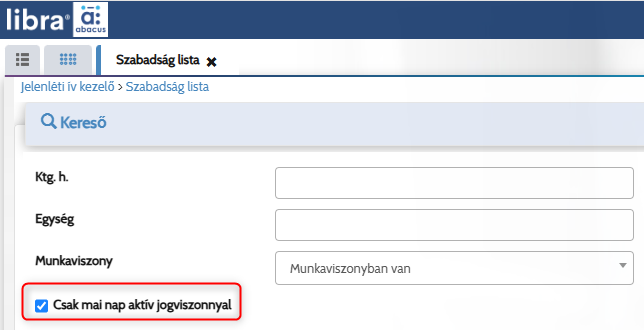 libra® a: abacus
Szabadság lista ✖
Jelenléti ív kezelő > Szabadság lista
Kereső
Ktg. h.
Egység
Munkaviszony Munkaviszonyban van
Csak mai nap aktív jogviszonnyal